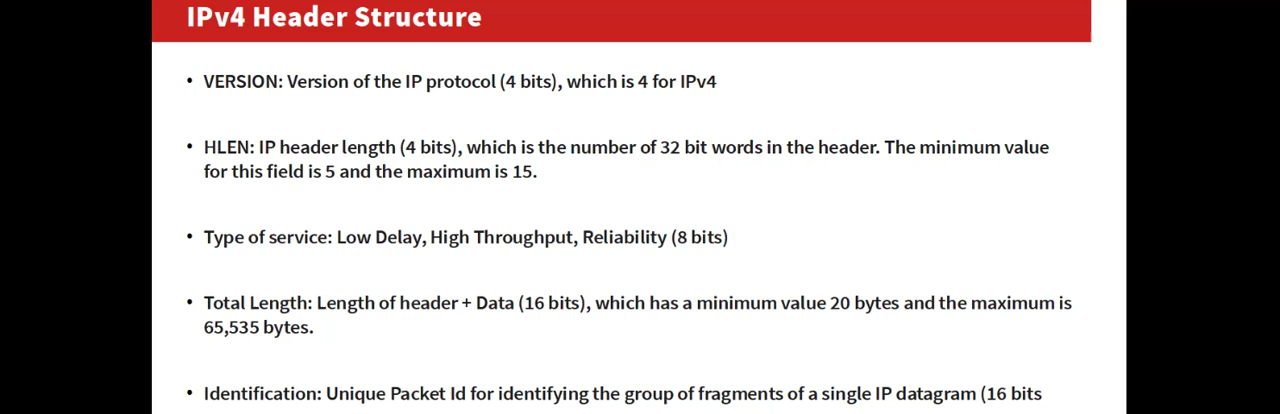 IPv4 Header Structure
• VERSION: Version of the IP protocol (4 bits), which is 4 for IPv4
• HLEN: IP header length (4 bits), which is the number of 32 bit words in the header. The minimum value
for this field is 5 and the maximum is 15.
• Type of service: Low Delay, High Throughput, Reliability (8 bits)
• Total Length: Length of header + Data (16 bits), which has a minimum value 20 bytes and the maximum is
65,535 bytes.
• Identification: Unique Packet Id for identifying the group of fragments of a single IP datagram (16 bits